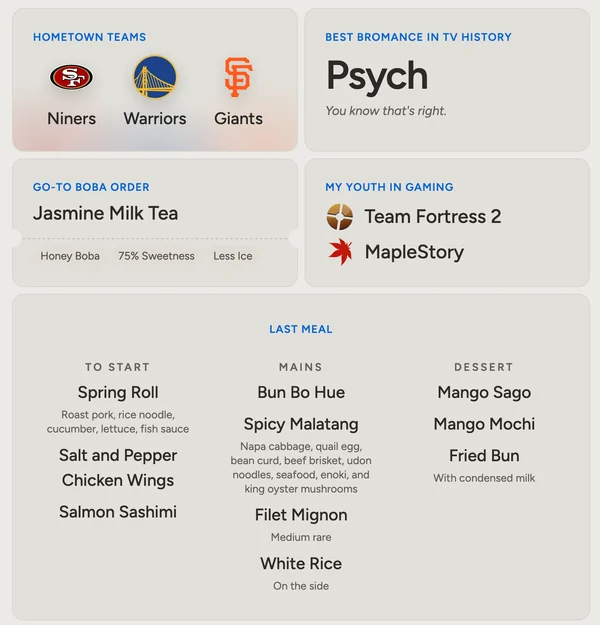 HOMETOWN TEAMS
SF
Niners
Warriors
SF
Giants
BEST BROMANCE IN TV HISTORY
Psych
You know that's right.
GO-TO BOBA ORDER
Jasmine Milk Tea
Honey Boba
75% Sweetness
Less Ice
MY YOUTH IN GAMING
Team Fortress 2
MapleStory
LAST MEAL
TO START
Spring Roll
Roast pork, rice noodle,
cucumber, lettuce, fish sauce
Salt and Pepper
Chicken Wings
Salmon Sashimi
MAINS
Bun Bo Hue
Spicy Malatang
Napa cabbage, quail egg,
bean curd, beef brisket, udon
noodles, seafood, enoki, and
king oyster mushrooms
Filet Mignon
Medium rare
White Rice
On the side
DESSERT
Mango Sago
Mango Mochi
Fried Bun
With condensed milk